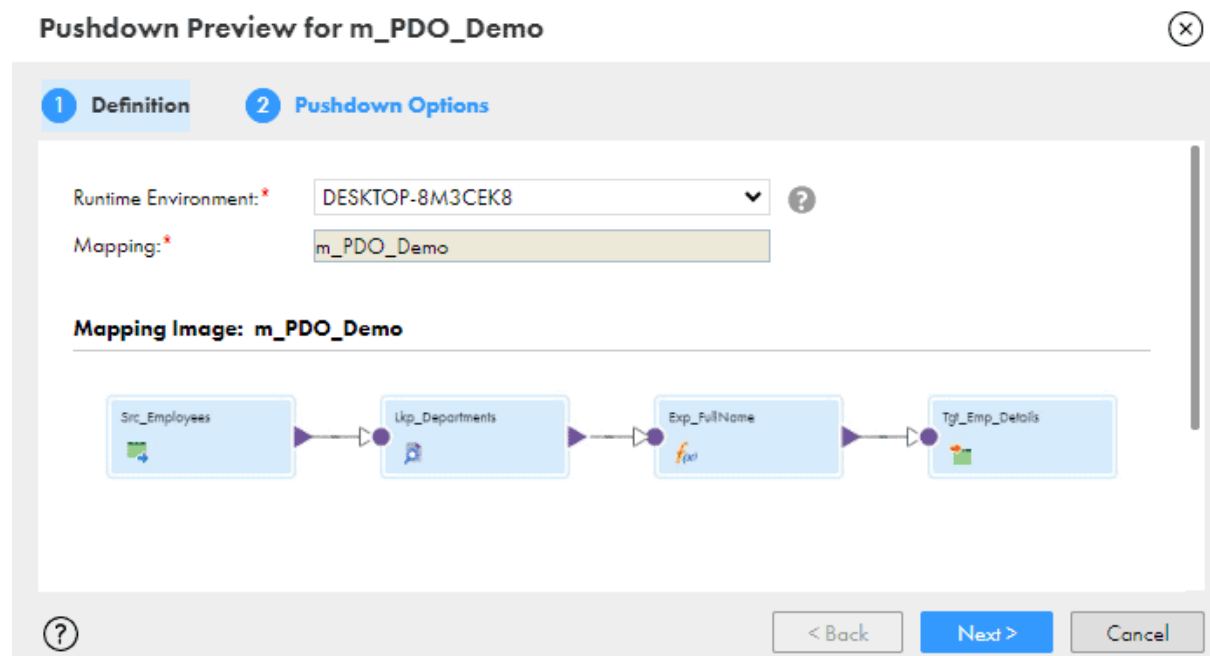 Pushdown Preview for m_PDO_Demo
1 Definition 2 Pushdown Options
Runtime Environment:* DESKTOP-8M3CEK8 ?
Mapping:* m_PDO_Demo
Mapping Image: m_PDO_Demo
Src_Employees Lkp_Departments Exp_FullName Tgt_Emp_Details
f(x)
? < Back Next > Cancel